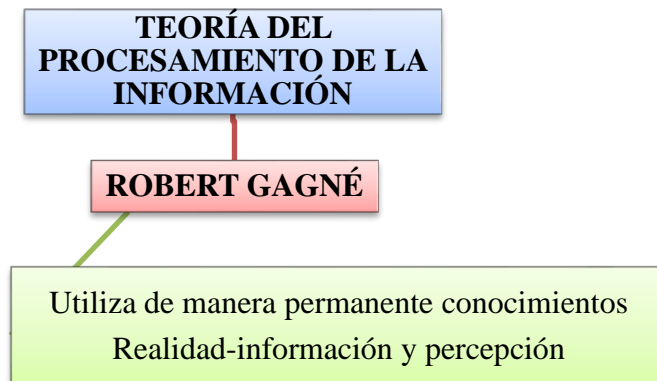 TEORÍA DEL
PROCESAMIENTO DE LA
INFORMACIÓN
ROBERT GAGNÉ
Utiliza de manera permanente conocimientos
Realidad-información y percepción